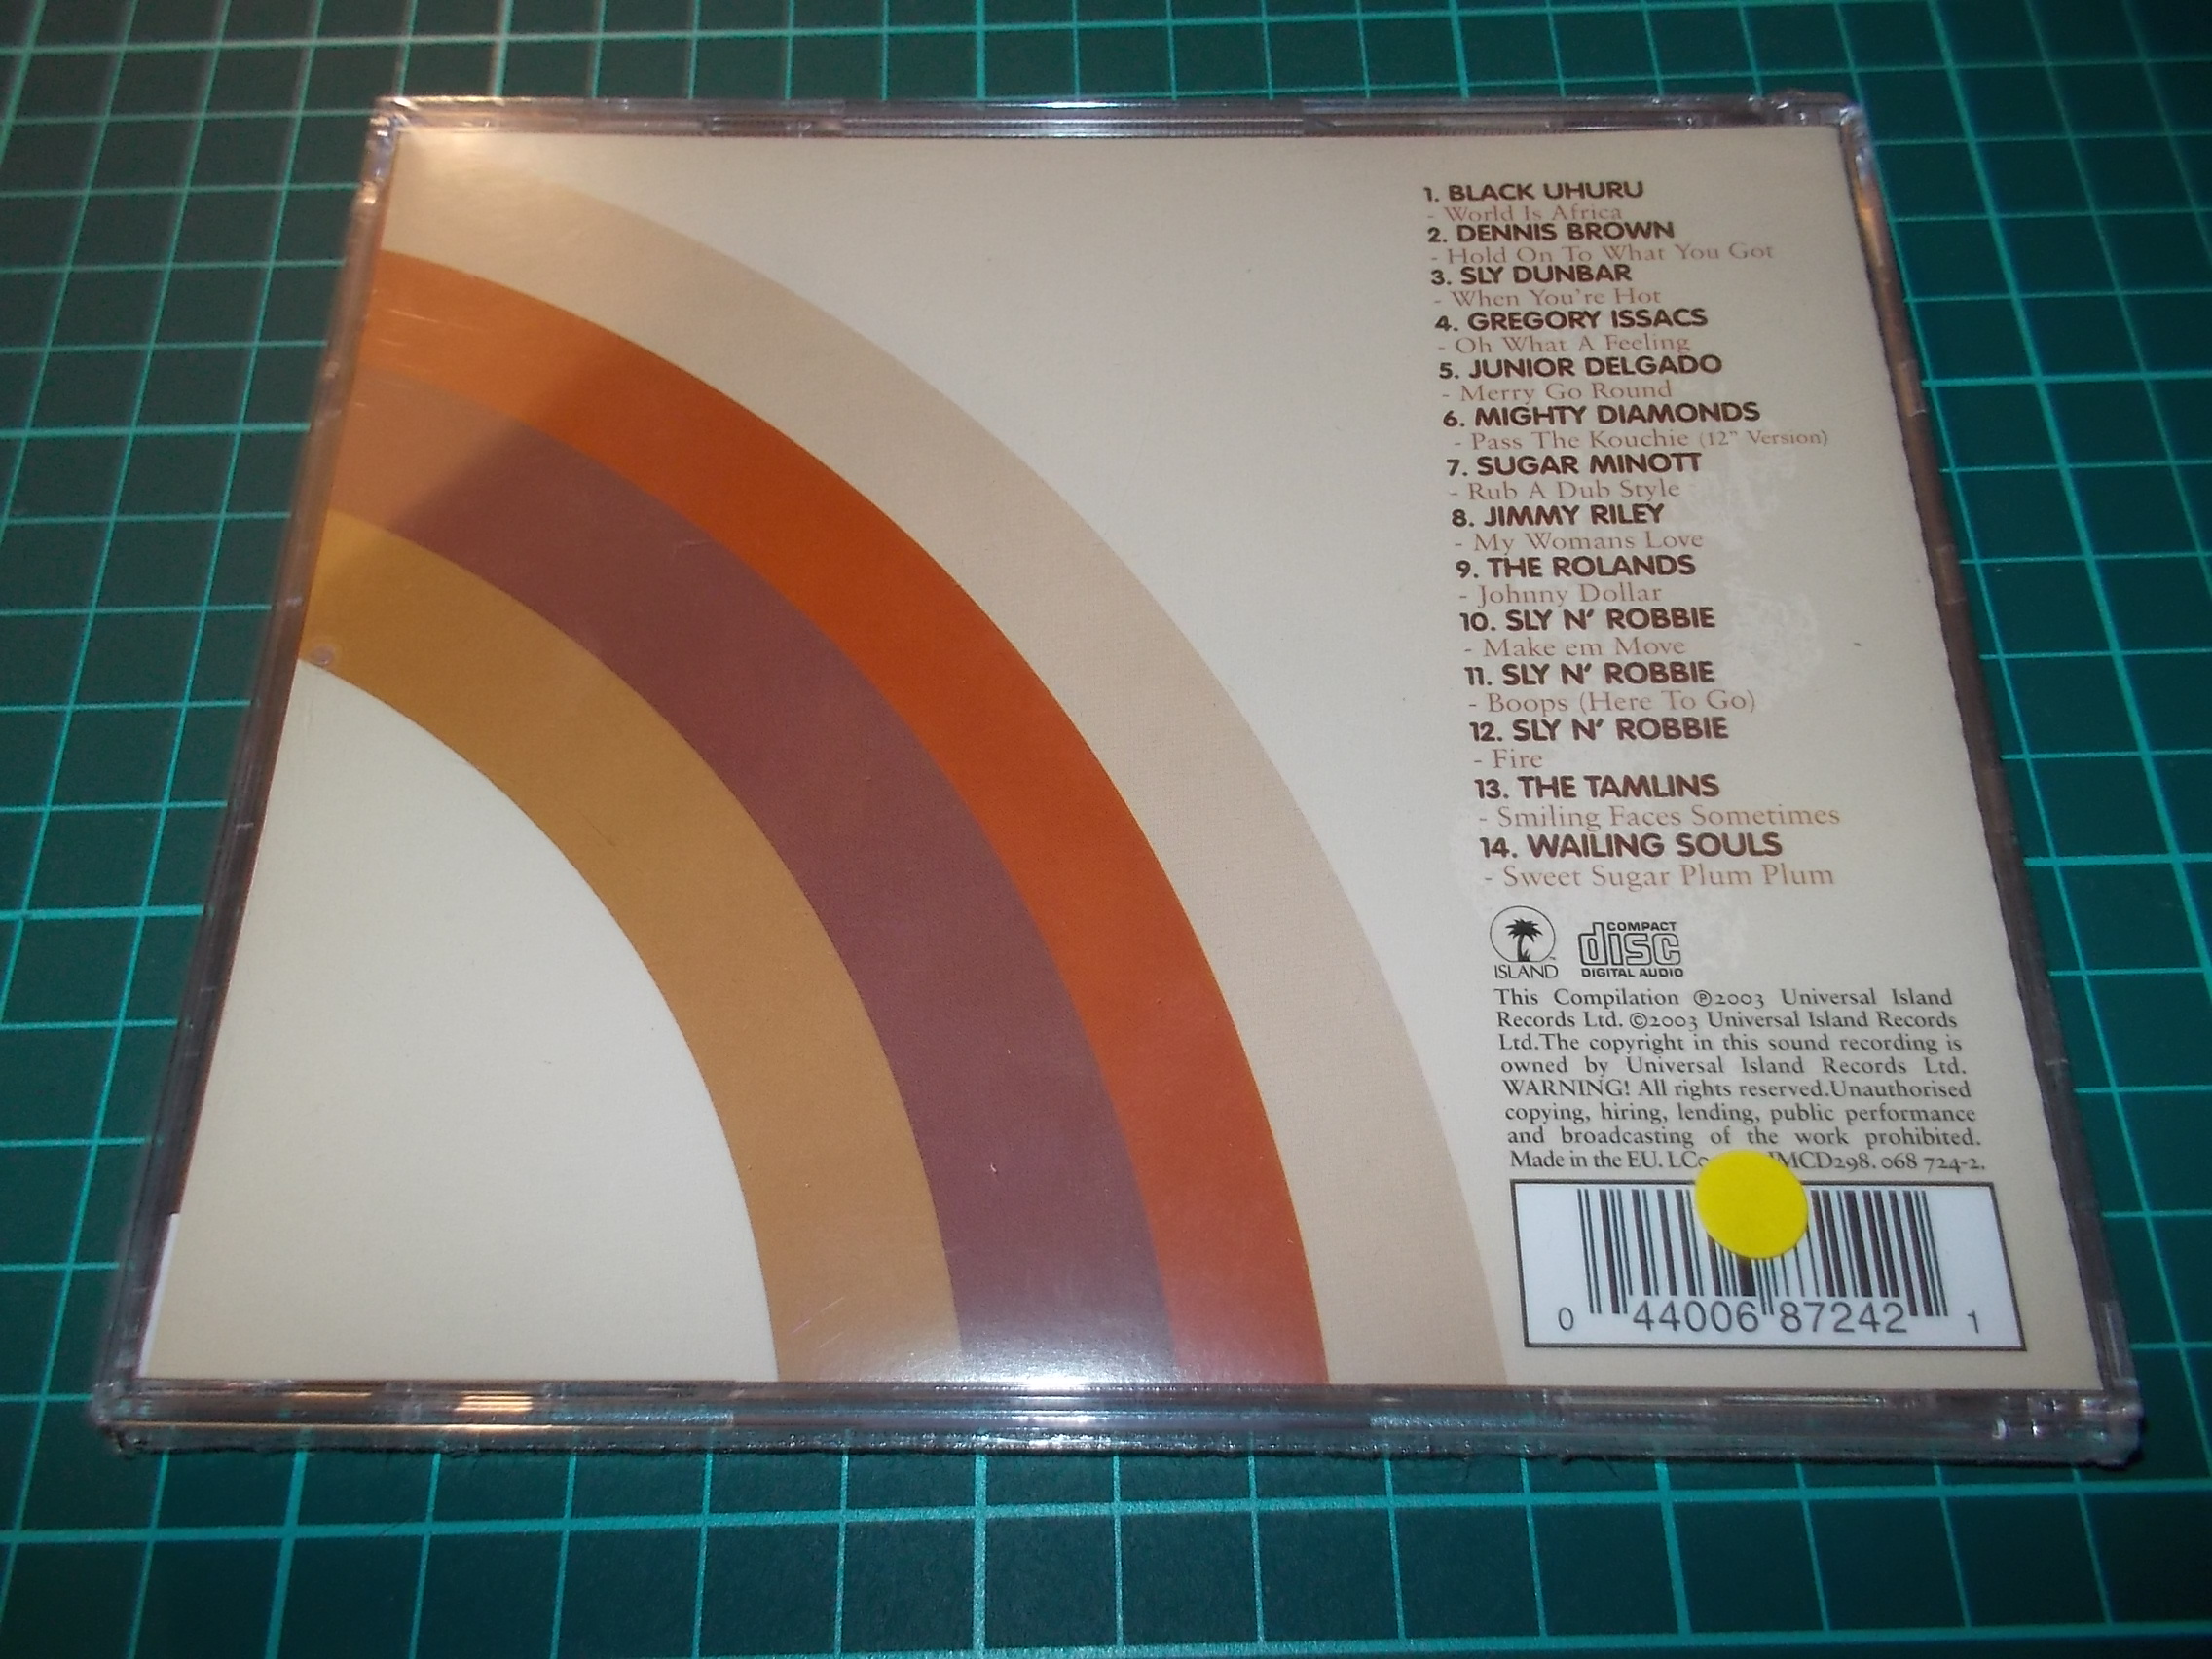 1. BLACK UHURU
- World Is Africa
2. DENNIS BROWN
- Hold On To What You Got
3. SLY DUNBAR
- When You're Hot
4. GREGORY ISSACS
- Oh What A Feeling
5. JUNIOR DELGADO
- Merry Go Round
6. MIGHTY DIAMONDS
- Pass The Kouchie (12" Version)
7. SUGAR MINOTT
- Rub A Dub Style
8. JIMMY RILEY
- My Womans Love
9. THE ROLANDS
- Johnny Dollar
10. SLY N' ROBBIE
- Make em Move
11. SLY N' ROBBIE
- Boops (Here To Go)
12. SLY N' ROBBIE
- Fire
13. THE TAMLINS
- Smiling Faces Sometimes
14. WAILING SOULS
- Sweet Sugar Plum Plum
ISLAND
COMPACT
disc
DIGITAL AUDIO
This Compilation ℗2003 Universal Island
Records Ltd. ©2003 Universal Island Records
Ltd.The copyright in this sound recording is
owned by Universal Island Records Ltd.
WARNING! All rights reserved.Unauthorised
copying, hiring, lending, public performance
and broadcasting of the work prohibited.
Made in the EU. 068 724-2.
0 44006 87242 1